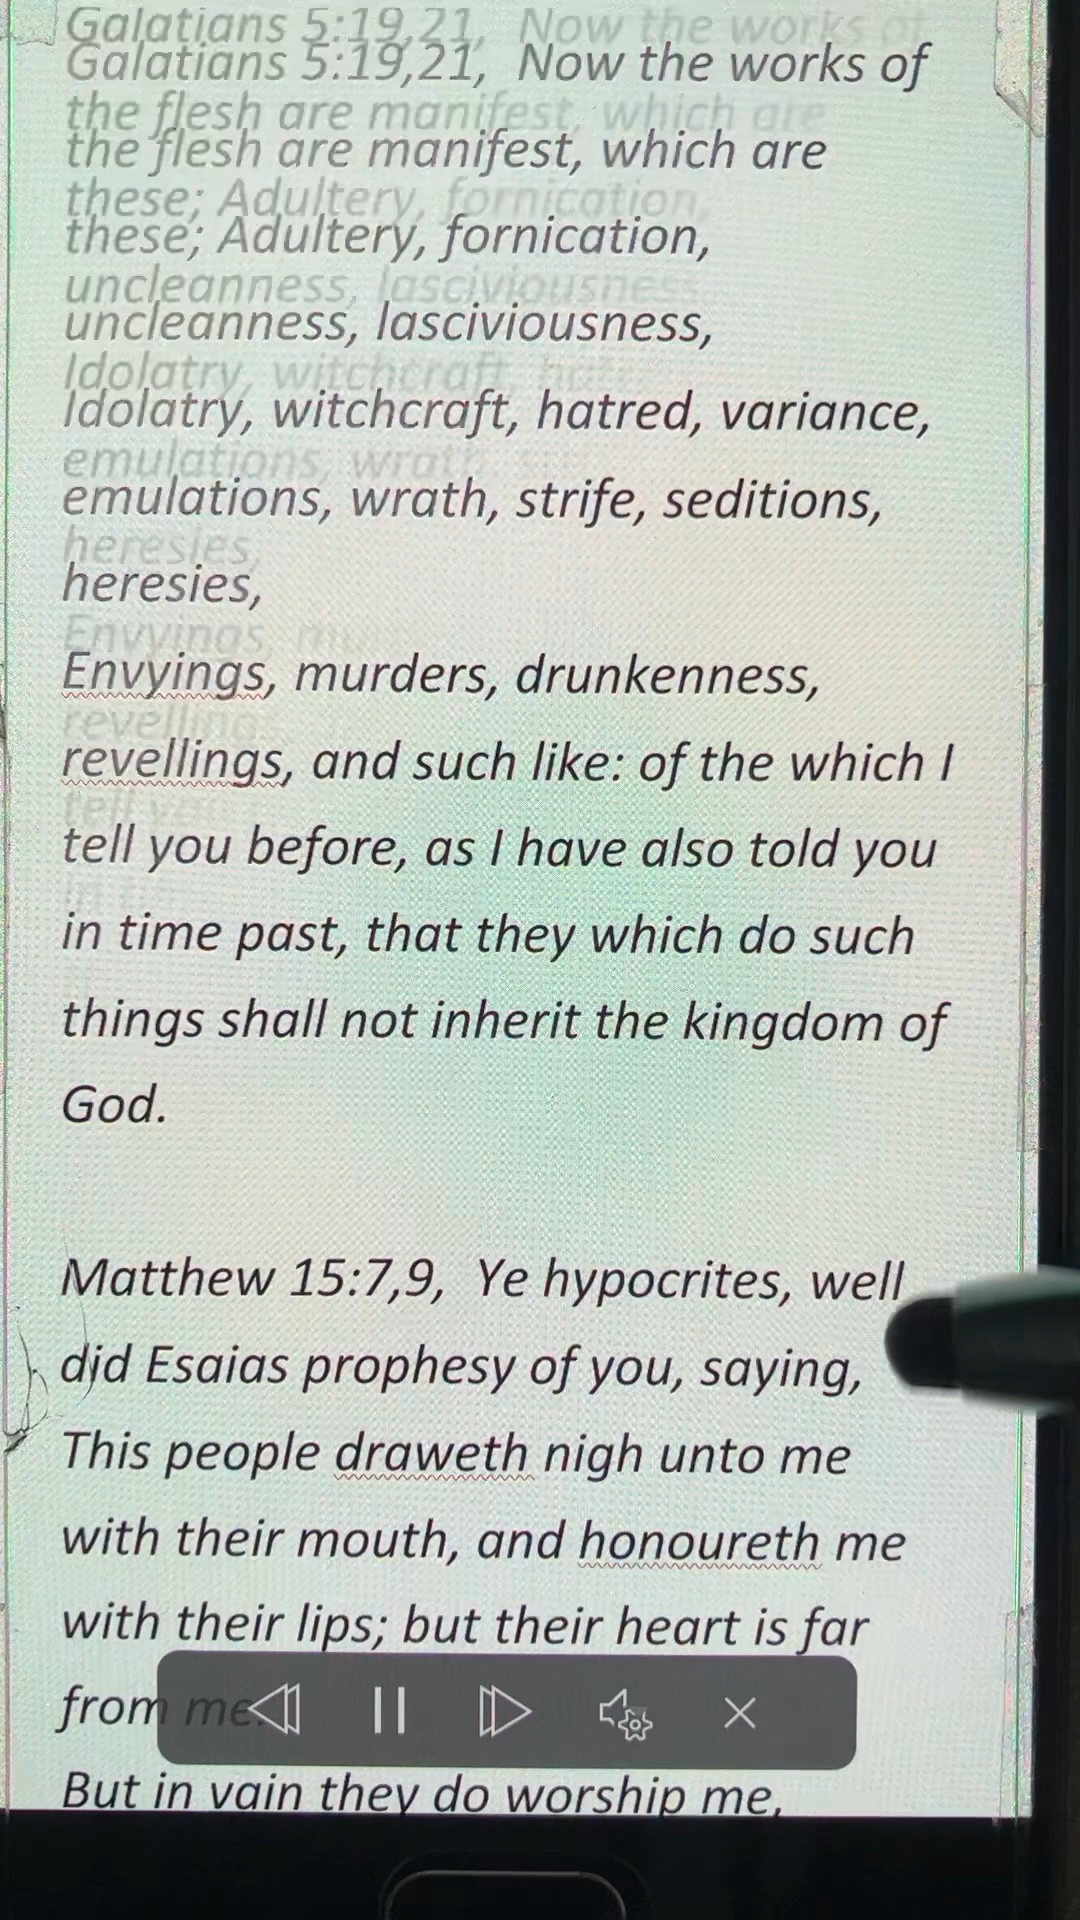 Galatians 5:19,21, Now the works of
the flesh are manifest, which are
these; Adultery, fornication,
uncleanness, lasciviousness,
Idolatry, witchcraft, hatred, variance,
emulations, wrath, strife, seditions,
heresies,
Envyings, murders, drunkenness,
revellings, and such like: of the which I
tell you before, as I have also told you
in time past, that they which do such
things shall not inherit the kingdom of
God.
Matthew 15:7,9, Ye hypocrites, well
did Esaias prophesy of you, saying,
This people draweth nigh unto me
with their mouth, and honoureth me
with their lips; but their heart is far
from me.
But in vain they do worship me,